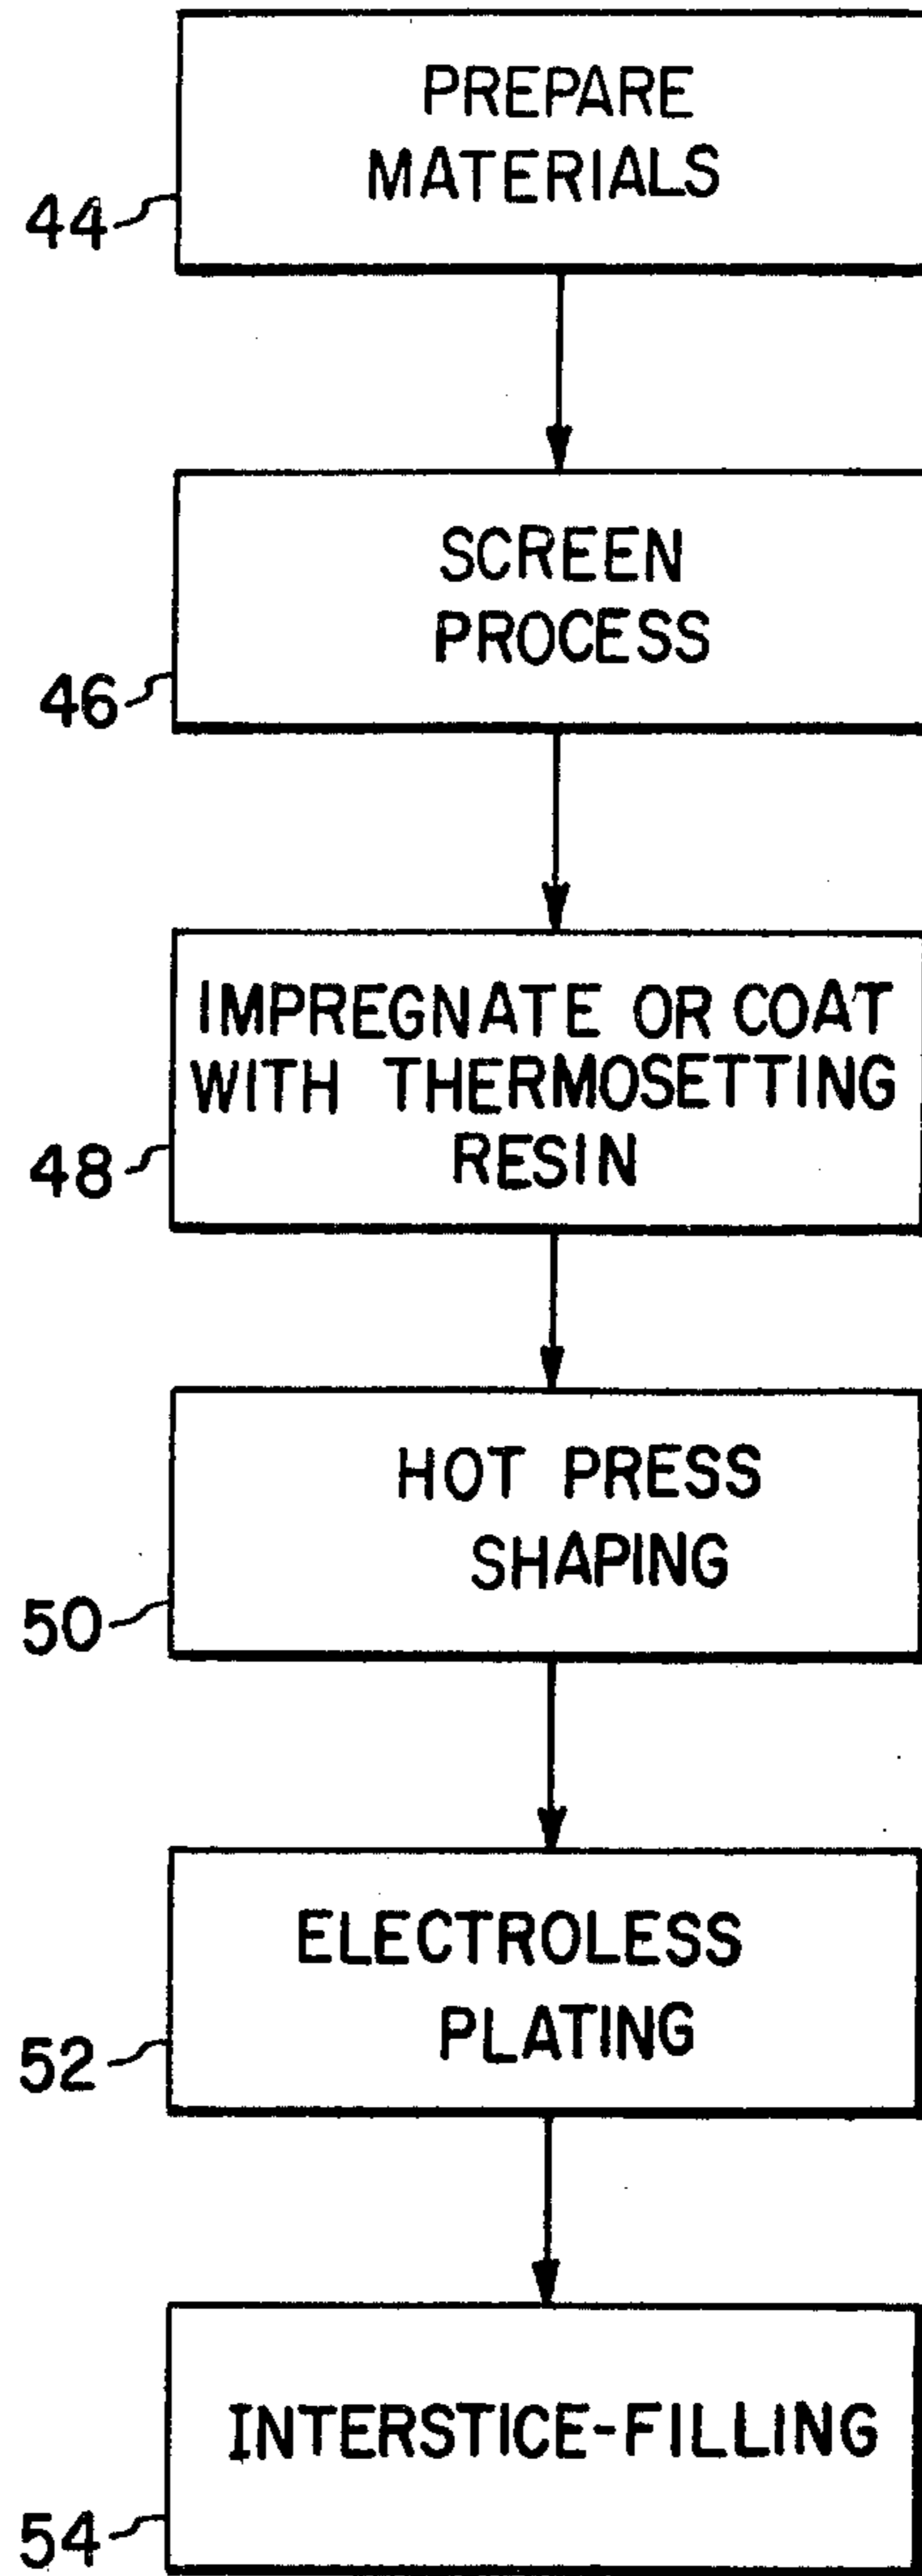 PREPARE
MATERIALS
44
SCREEN
PROCESS
46
IMPREGNATE OR COAT
WITH THERMOSETTING
RESIN
48
HOT PRESS
SHAPING
50
ELECTROLESS
PLATING
52
INTERSTICE-FILLING
54